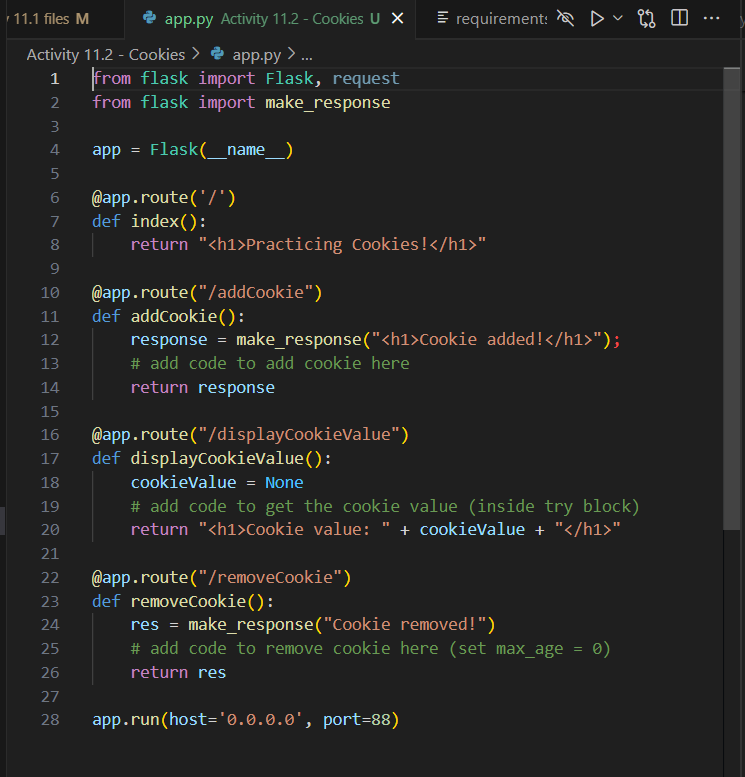 11.1 files M
app.py Activity 11.2 - Cookies U
requirement
Activity 11.2 - Cookies > app.py > ...
1 from flask import Flask, request
2 from flask import make_response
3
4 app = Flask(__name__)
5
6 @app.route('/')
7 def index():
8     return "<h1>Practicing Cookies!</h1>"
9
10 @app.route("/addCookie")
11 def addCookie():
12     response = make_response("<h1>Cookie added!</h1>");
13     # add code to add cookie here
14     return response
15
16 @app.route("/displayCookieValue")
17 def displayCookieValue():
18     cookieValue = None
19     # add code to get the cookie value (inside try block)
20     return "<h1>Cookie value: " + cookieValue + "</h1>"
21
22 @app.route("/removeCookie")
23 def removeCookie():
24     res = make_response("Cookie removed!")
25     # add code to remove cookie here (set max_age = 0)
26     return res
27
28 app.run(host='0.0.0.0', port=88)